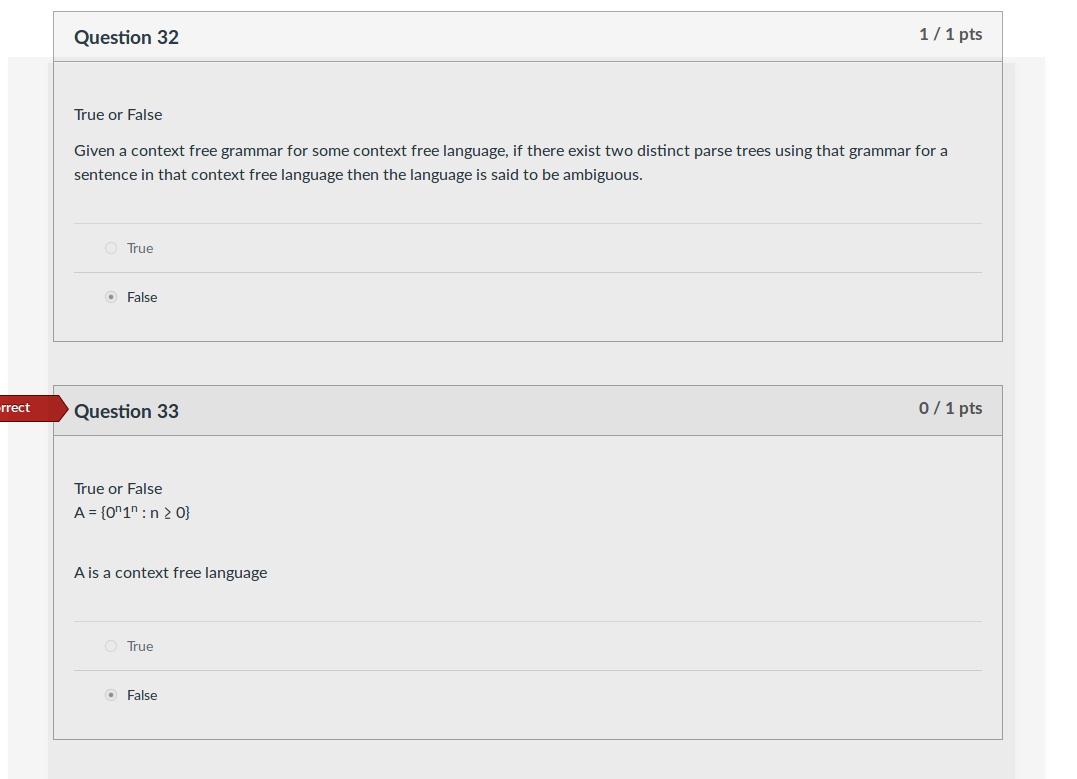 Question 32
1 / 1 pts
True or False
Given a context free grammar for some context free language, if there exist two distinct parse trees using that grammar for a
sentence in that context free language then the language is said to be ambiguous.
True
False
rrect
Question 33
0 / 1 pts
True or False
A = {0ⁿ1ⁿ : n ≥ 0}
A is a context free language
True
False